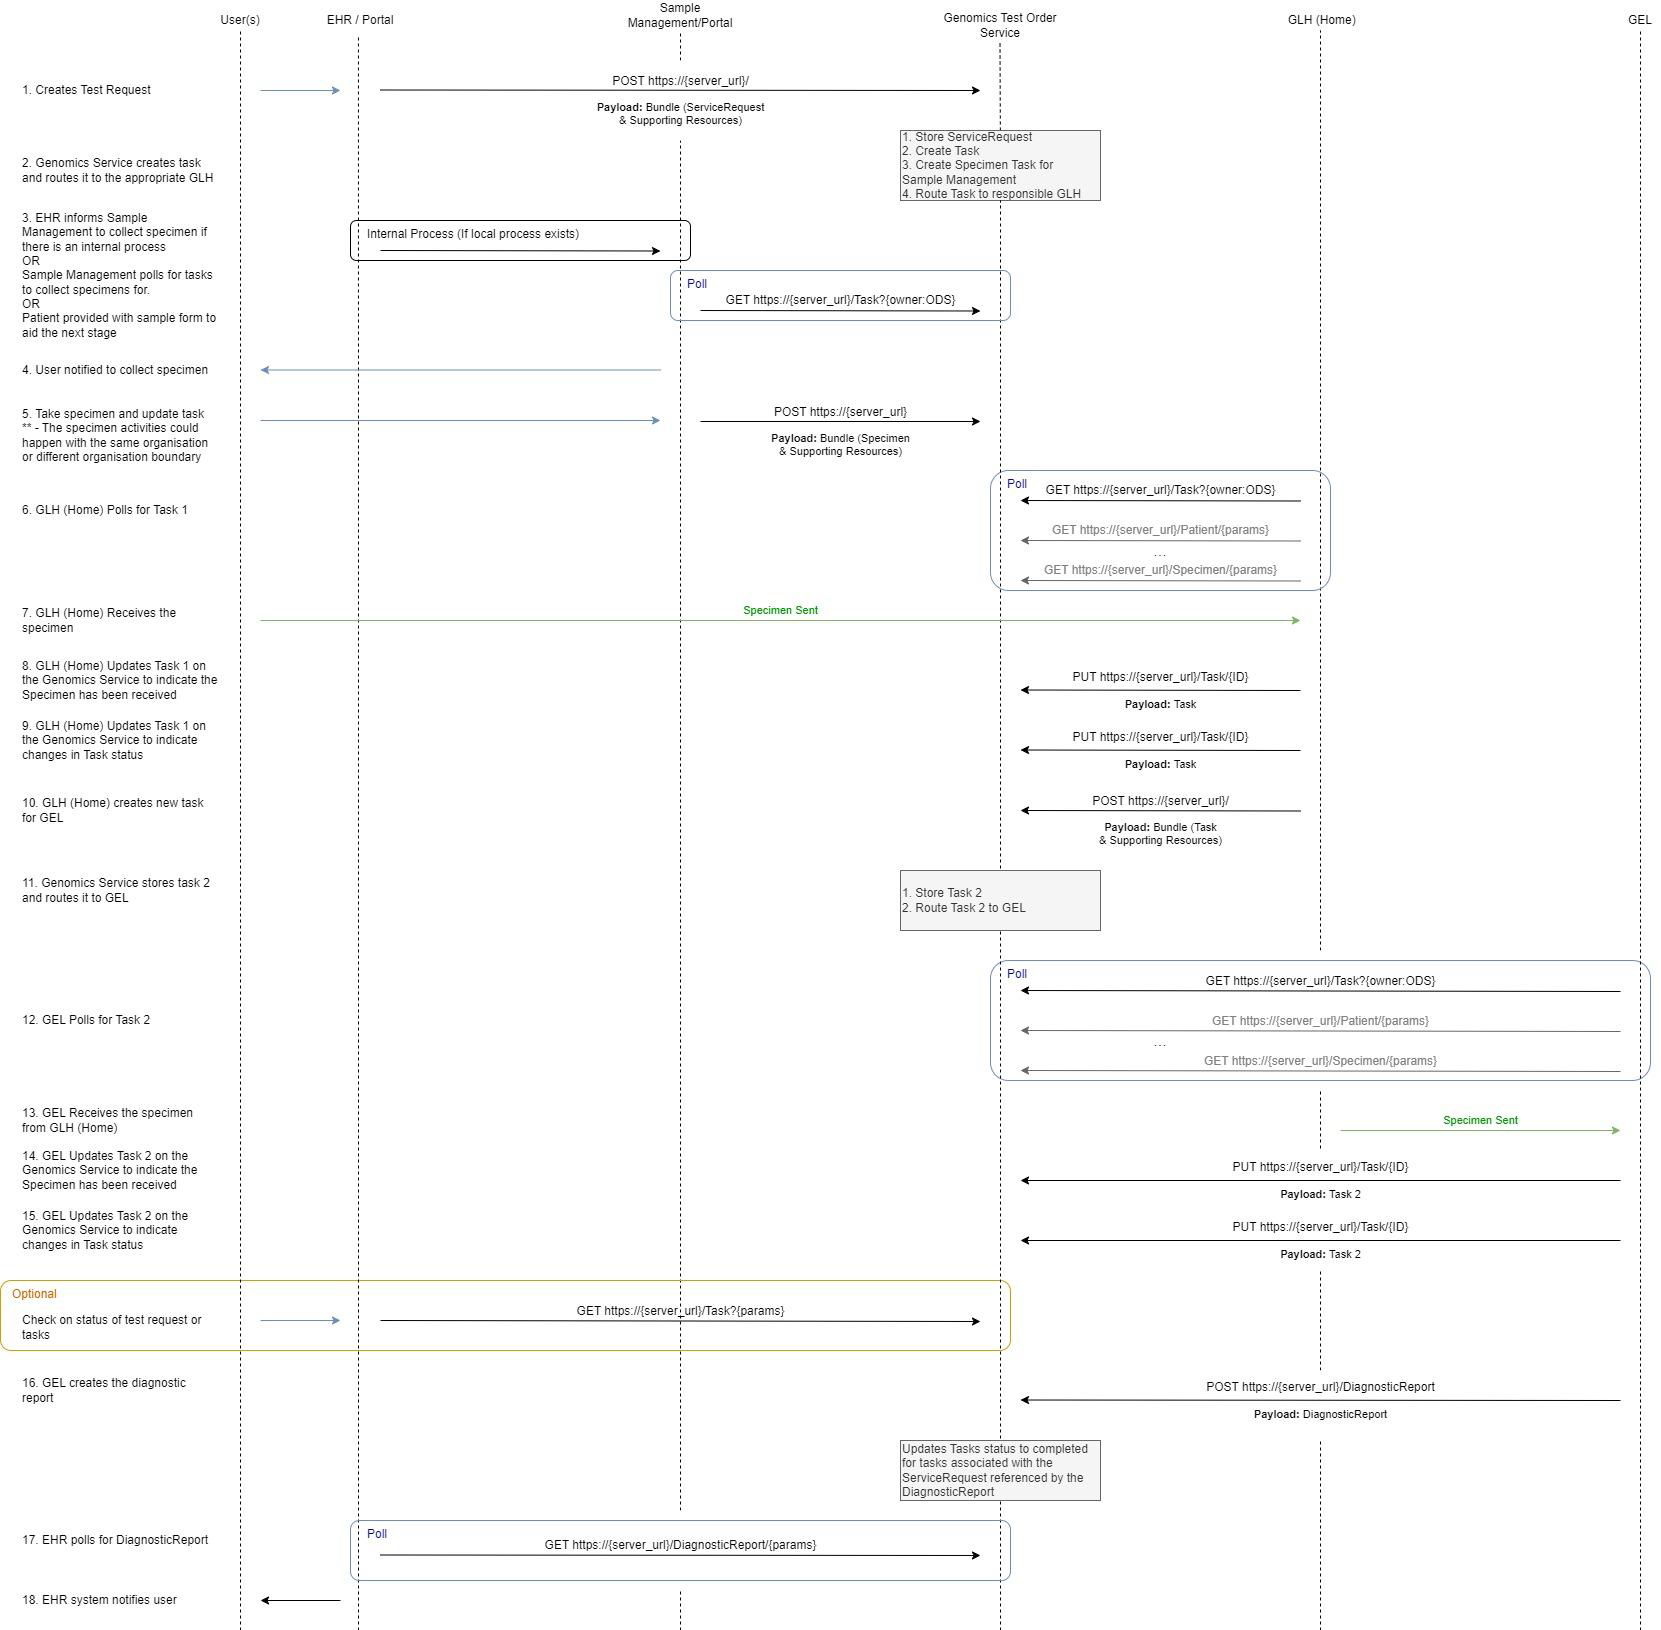 User(s)
EHR / Portal
Sample
Management/Portal
Genomics Test Order
Service
GLH (Home)
GEL
1. Creates Test Request
POST https://{server_url}/
Payload: Bundle (ServiceRequest
& Supporting Resources)
1. Store ServiceRequest
2. Create Task
3. Create Specimen Task for
Sample Management
4. Route Task to responsible GLH
2. Genomics Service creates task
and routes it to the appropriate GLH
3. EHR informs Sample
Management to collect specimen if
there is an internal process
OR
Sample Management polls for tasks
to collect specimens for.
OR
Patient provided with sample form to
aid the next stage
Internal Process (If local process exists)
Poll
GET https://{server_url}/Task?{owner:ODS}
4. User notified to collect specimen
5. Take specimen and update task
** - The specimen activities could
happen with the same organisation
or different organisation boundary
POST https://{server_url}
Payload: Bundle (Specimen
& Supporting Resources)
6. GLH (Home) Polls for Task 1
Poll
GET https://{server_url}/Task?{owner:ODS}
GET https://{server_url}/Patient/{params}
...
GET https://{server_url}/Specimen/{params}
7. GLH (Home) Receives the
specimen
Specimen Sent
8. GLH (Home) Updates Task 1 on
the Genomics Service to indicate the
Specimen has been received
PUT https://{server_url}/Task/{ID}
Payload: Task
9. GLH (Home) Updates Task 1 on
the Genomics Service to indicate
changes in Task status
PUT https://{server_url}/Task/{ID}
Payload: Task
10. GLH (Home) creates new task
for GEL
POST https://{server_url}/
Payload: Bundle (Task
& Supporting Resources)
11. Genomics Service stores task 2
and routes it to GEL
1. Store Task 2
2. Route Task 2 to GEL
12. GEL Polls for Task 2
Poll
GET https://{server_url}/Task?{owner:ODS}
GET https://{server_url}/Patient/{params}
...
GET https://{server_url}/Specimen/{params}
13. GEL Receives the specimen
from GLH (Home)
Specimen Sent
14. GEL Updates Task 2 on the
Genomics Service to indicate the
Specimen has been received
PUT https://{server_url}/Task/{ID}
Payload: Task 2
15. GEL Updates Task 2 on the
Genomics Service to indicate
changes in Task status
PUT https://{server_url}/Task/{ID}
Payload: Task 2
Optional
Check on status of test request or
tasks
GET https://{server_url}/Task?{params}
16. GEL creates the diagnostic
report
POST https://{server_url}/DiagnosticReport
Payload: DiagnosticReport
Updates Tasks status to completed
for tasks associated with the
ServiceRequest referenced by the
DiagnosticReport
17. EHR polls for DiagnosticReport
Poll
GET https://{server_url}/DiagnosticReport/{params}
18. EHR system notifies user